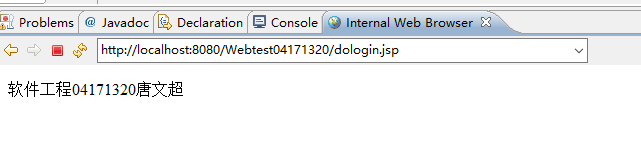 Problems @ Javadoc Declaration Console Internal Web Browser
http://localhost:8080/Webtest04171320/dologin.jsp
软件工程04171320唐文超